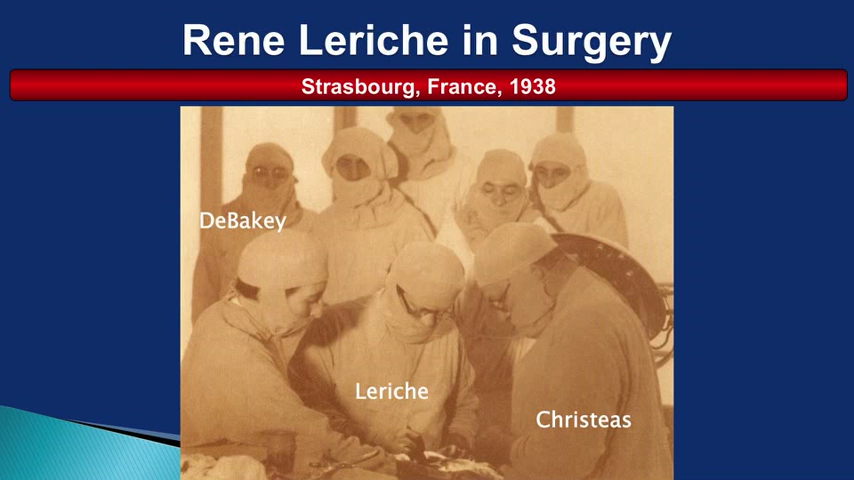 Rene Leriche in Surgery
Strasbourg, France, 1938
DeBakey
Leriche
Christeas